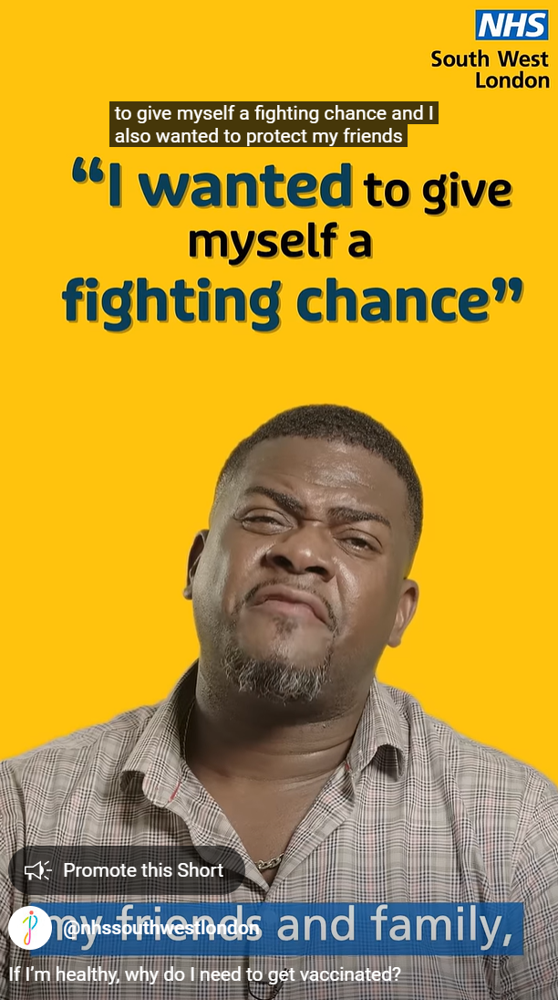 NHS
South West
London
to give myself a fighting chance and I
also wanted to protect my friends
“I wanted to give
myself a
fighting chance”
Promote this Short
my friends and family,
@nhssouthwestlondon
If I’m healthy, why do I need to get vaccinated?